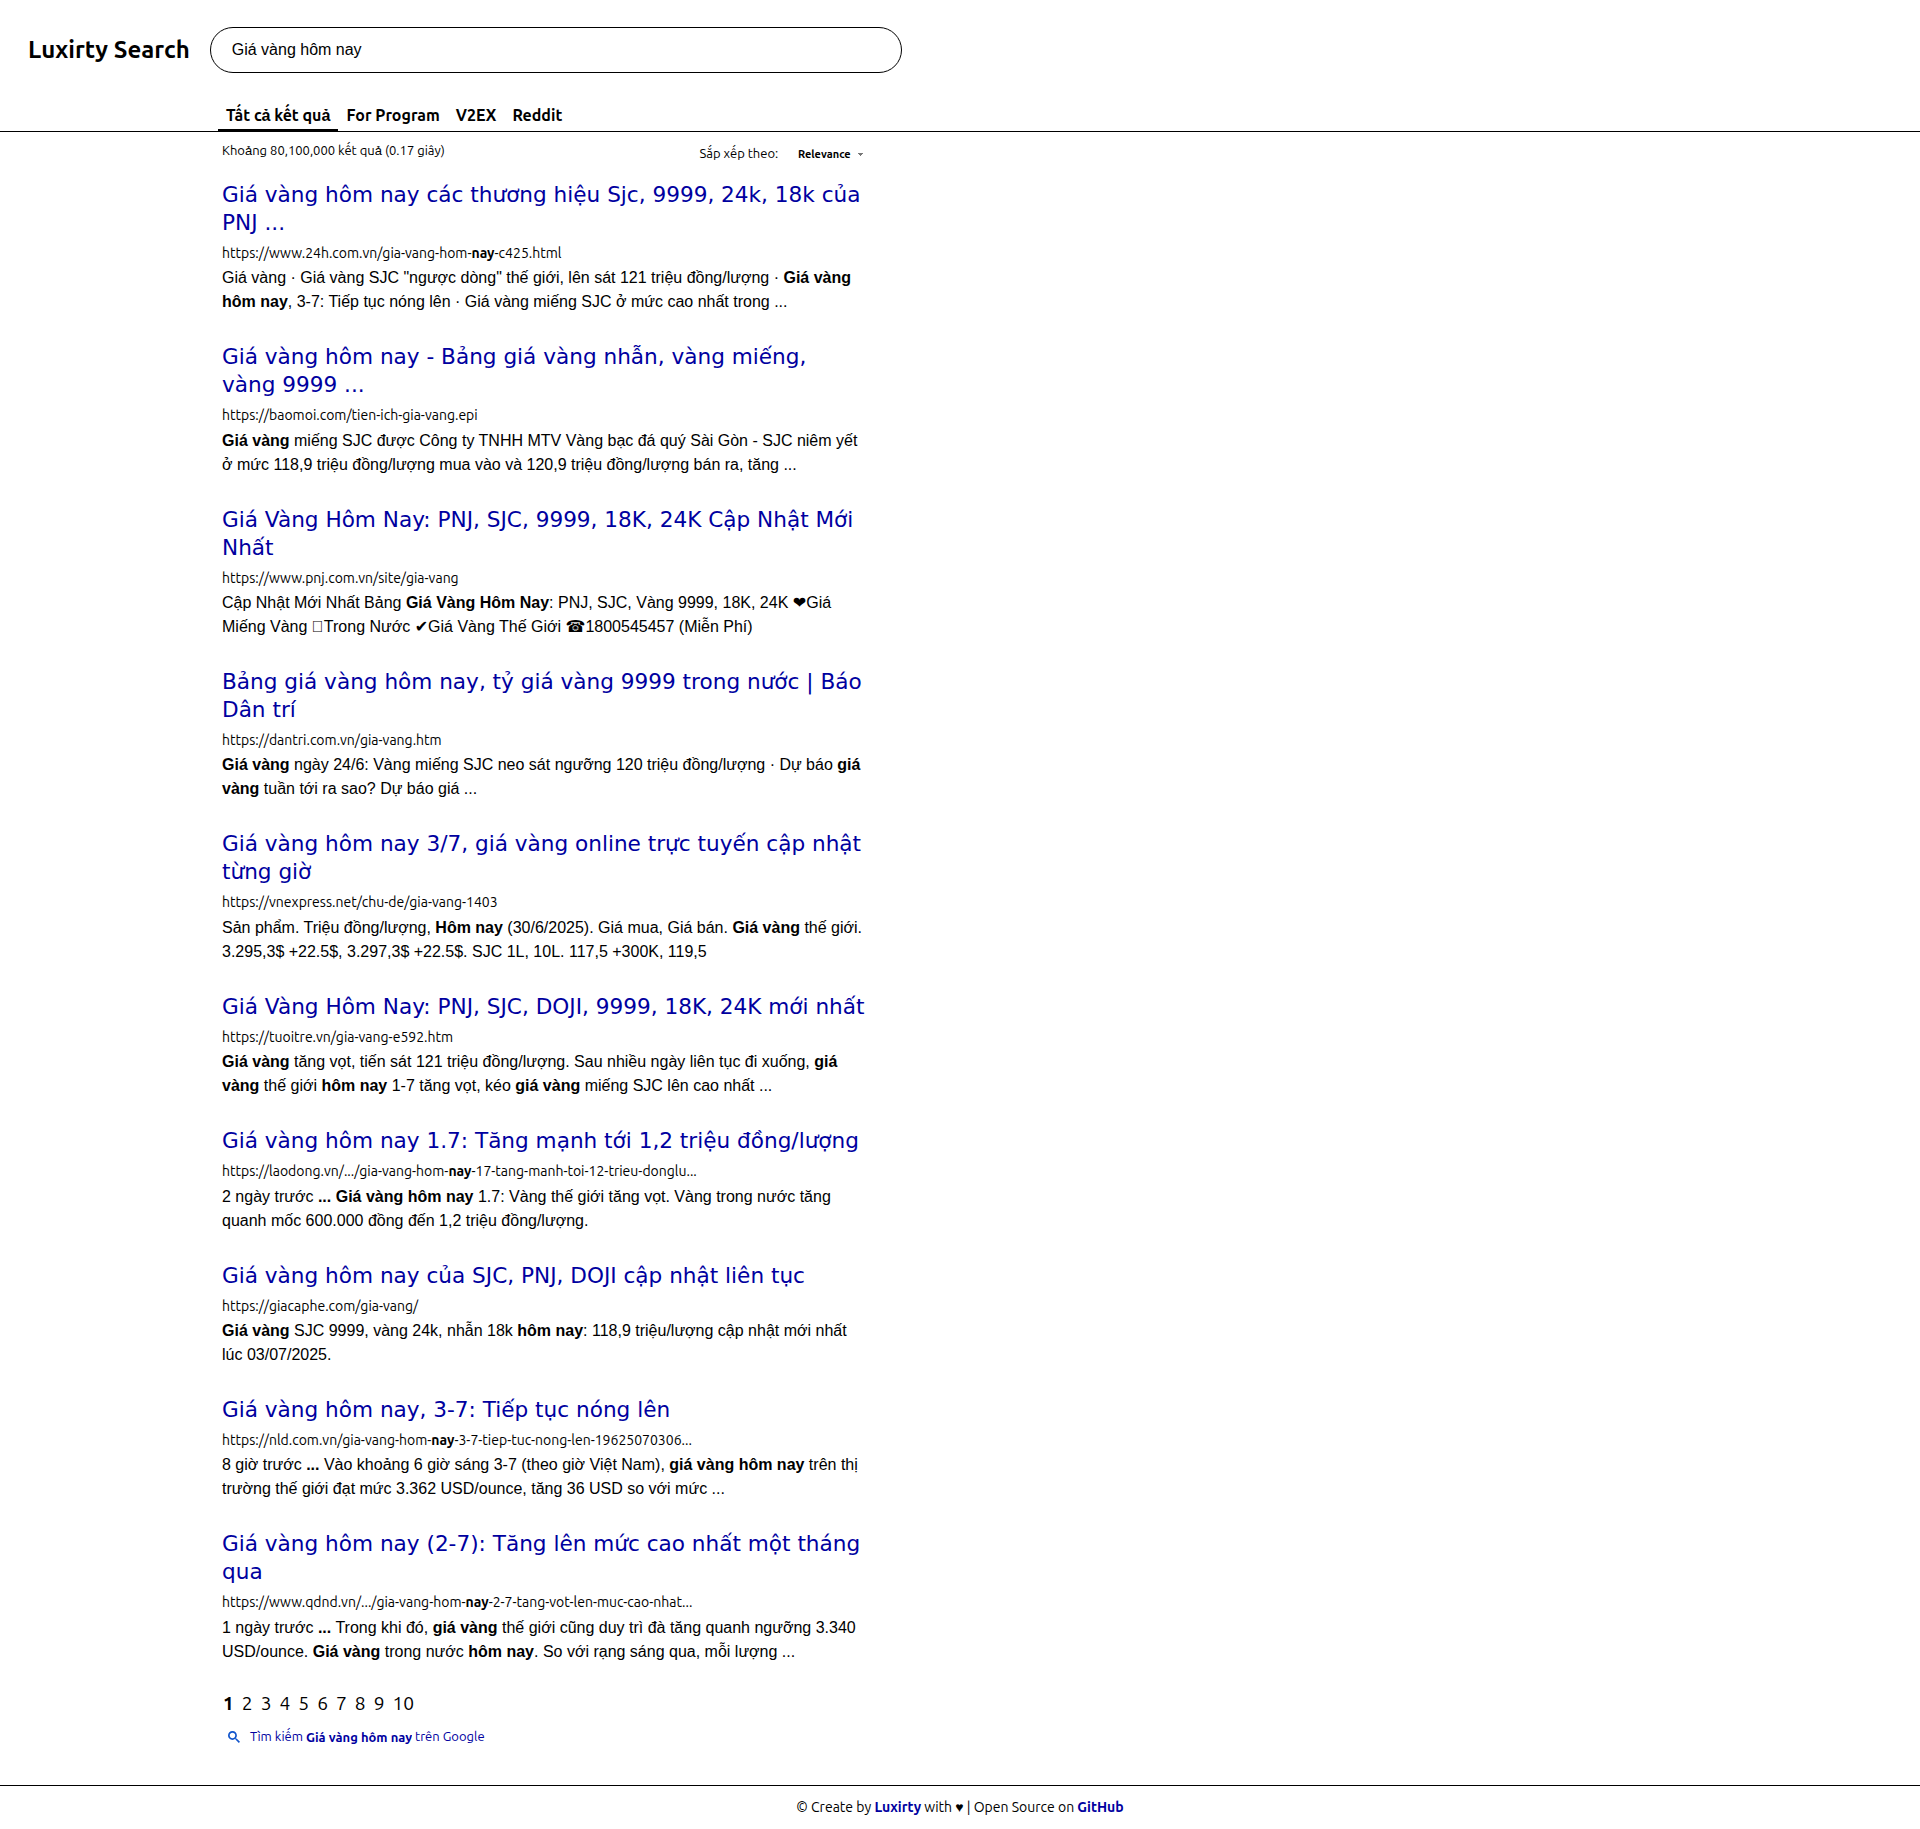 Luxirty Search
Giá vàng hôm nay
Tất cả kết quả For Program V2EX Reddit
Khoảng 80,100,000 kết quả (0.17 giây)
Sắp xếp theo: Relevance
Giá vàng hôm nay các thương hiệu Sjc, 9999, 24k, 18k của
PNJ ...
https://www.24h.com.vn/gia-vang-hom-nay-c425.html
Giá vàng · Giá vàng SJC "ngược dòng" thế giới, lên sát 121 triệu đồng/lượng · Giá vàng
hôm nay, 3-7: Tiếp tục nóng lên · Giá vàng miếng SJC ở mức cao nhất trong ...
Giá vàng hôm nay - Bảng giá vàng nhẫn, vàng miếng,
vàng 9999 ...
https://baomoi.com/tien-ich-gia-vang.epi
Giá vàng miếng SJC được Công ty TNHH MTV Vàng bạc đá quý Sài Gòn - SJC niêm yết
ở mức 118,9 triệu đồng/lượng mua vào và 120,9 triệu đồng/lượng bán ra, tăng ...
Giá Vàng Hôm Nay: PNJ, SJC, 9999, 18K, 24K Cập Nhật Mới
Nhất
https://www.pnj.com.vn/site/gia-vang
Cập Nhật Mới Nhất Bảng Giá Vàng Hôm Nay: PNJ, SJC, Vàng 9999, 18K, 24K ❤Giá
Miếng Vàng □Trong Nước ✔Giá Vàng Thế Giới ☎1800545457 (Miễn Phí)
Bảng giá vàng hôm nay, tỷ giá vàng 9999 trong nước | Báo
Dân trí
https://dantri.com.vn/gia-vang.htm
Giá vàng ngày 24/6: Vàng miếng SJC neo sát ngưỡng 120 triệu đồng/lượng · Dự báo giá
vàng tuần tới ra sao? Dự báo giá ...
Giá vàng hôm nay 3/7, giá vàng online trực tuyến cập nhật
từng giờ
https://vnexpress.net/chu-de/gia-vang-1403
Sản phẩm. Triệu đồng/lượng, Hôm nay (30/6/2025). Giá mua, Giá bán. Giá vàng thế giới.
3.295,3$ +22.5$, 3.297,3$ +22.5$. SJC 1L, 10L. 117,5 +300K, 119,5
Giá Vàng Hôm Nay: PNJ, SJC, DOJI, 9999, 18K, 24K mới nhất
https://tuoitre.vn/gia-vang-e592.htm
Giá vàng tăng vọt, tiến sát 121 triệu đồng/lượng. Sau nhiều ngày liên tục đi xuống, giá
vàng thế giới hôm nay 1-7 tăng vọt, kéo giá vàng miếng SJC lên cao nhất ...
Giá vàng hôm nay 1.7: Tăng mạnh tới 1,2 triệu đồng/lượng
https://laodong.vn/.../gia-vang-hom-nay-17-tang-manh-toi-12-trieu-donglu...
2 ngày trước ... Giá vàng hôm nay 1.7: Vàng thế giới tăng vọt. Vàng trong nước tăng
quanh mốc 600.000 đồng đến 1,2 triệu đồng/lượng.
Giá vàng hôm nay của SJC, PNJ, DOJI cập nhật liên tục
https://giacaphe.com/gia-vang/
Giá vàng SJC 9999, vàng 24k, nhẫn 18k hôm nay: 118,9 triệu/lượng cập nhật mới nhất
lúc 03/07/2025.
Giá vàng hôm nay, 3-7: Tiếp tục nóng lên
https://nld.com.vn/gia-vang-hom-nay-3-7-tiep-tuc-nong-len-19625070306...
8 giờ trước ... Vào khoảng 6 giờ sáng 3-7 (theo giờ Việt Nam), giá vàng hôm nay trên thị
trường thế giới đạt mức 3.362 USD/ounce, tăng 36 USD so với mức ...
Giá vàng hôm nay (2-7): Tăng lên mức cao nhất một tháng
qua
https://www.qdnd.vn/.../gia-vang-hom-nay-2-7-tang-vot-len-muc-cao-nhat...
1 ngày trước ... Trong khi đó, giá vàng thế giới cũng duy trì đà tăng quanh ngưỡng 3.340
USD/ounce. Giá vàng trong nước hôm nay. So với rạng sáng qua, mỗi lượng ...
1 2 3 4 5 6 7 8 9 10
Tìm kiếm Giá vàng hôm nay trên Google
© Create by Luxirty with ♥ | Open Source on GitHub